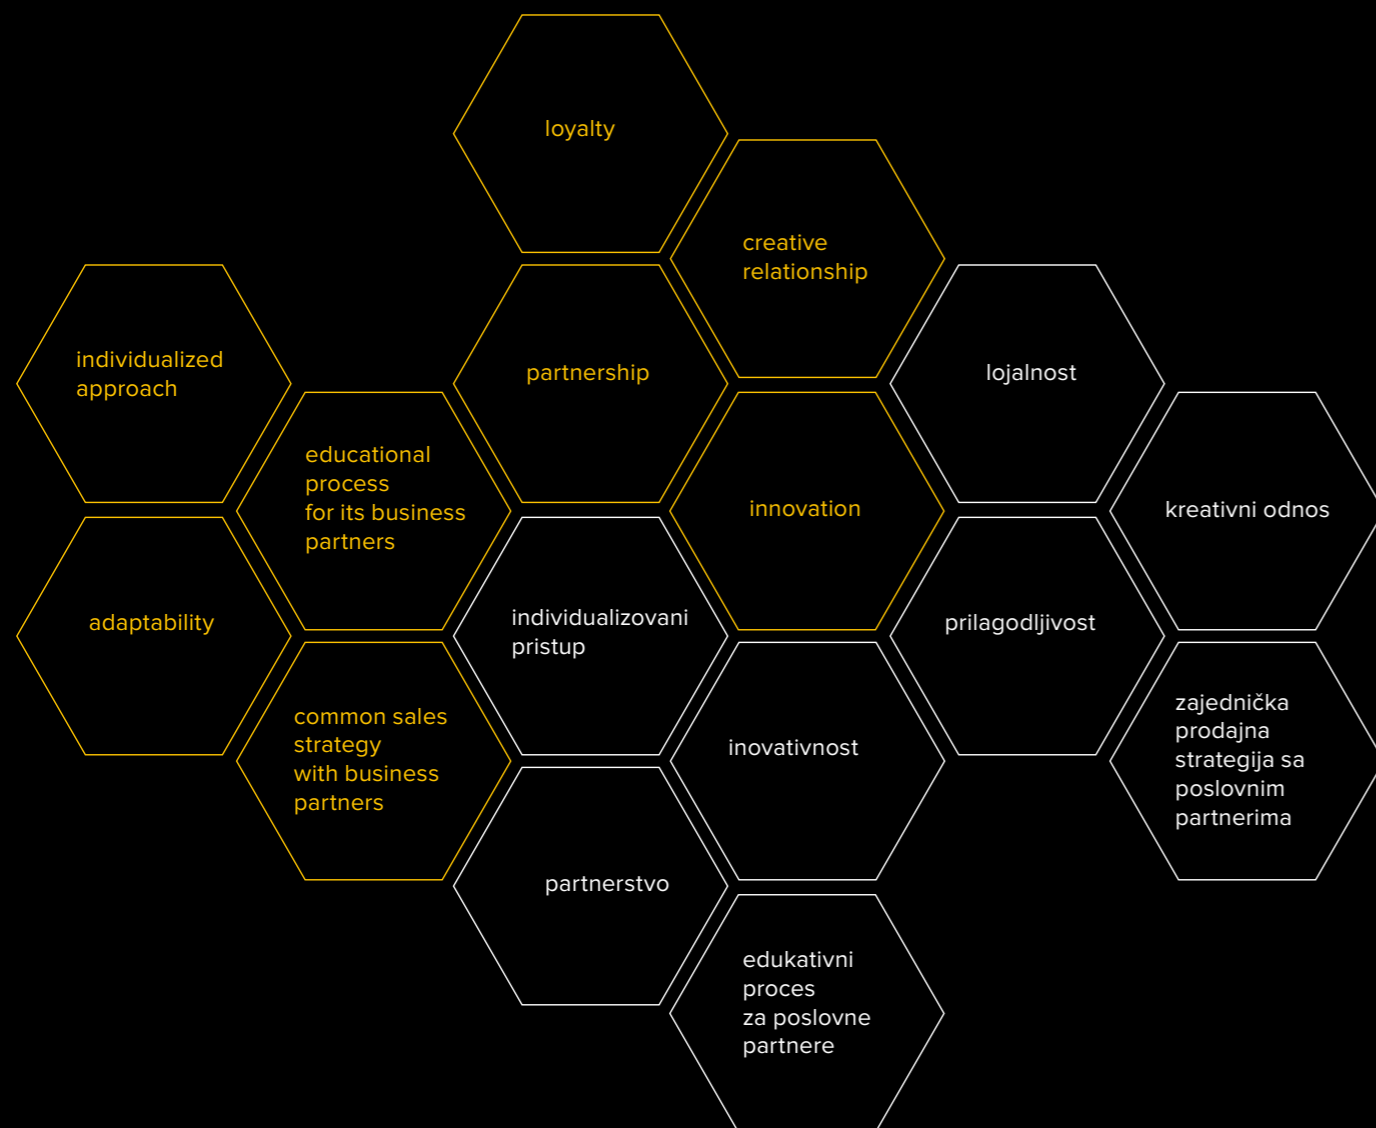 loyalty
creative
relationship
individualized
approach
partnership
lojalnost
educational
process
for its business
partners
innovation
kreativni odnos
adaptability
individualizovani
pristup
prilagodljivost
common sales
strategy
with business
partners
inovativnost
zajednička
prodajna
strategija sa
poslovnim
partnerima
partnerstvo
edukativni
proces
za poslovne
partnere